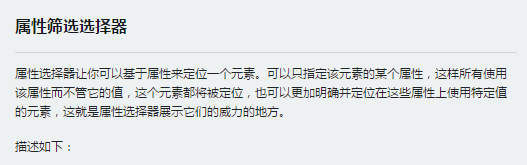 属性筛选选择器
属性选择器让你可以基于属性来定位一个元素。可以只指定该元素的某个属性，这样所有使用
该属性而不管它的值，这个元素都将被定位，也可以更加明确并定位在这些属性上使用特定值
的元素，这就是属性选择器展示它们的威力的地方。
描述如下：